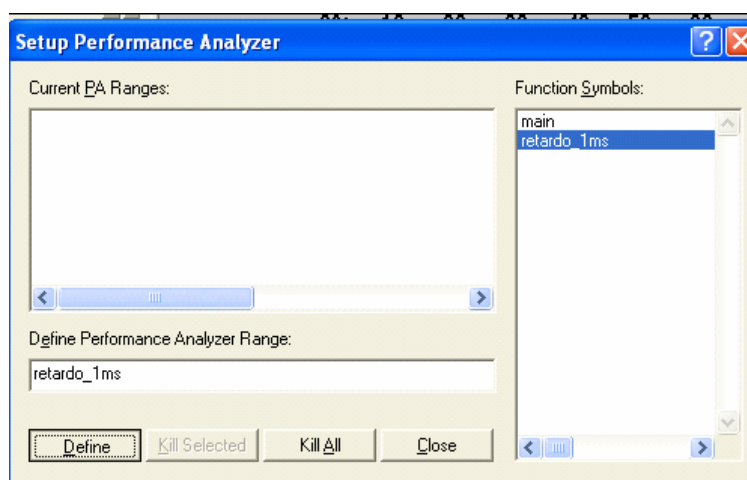 Setup Performance Analyzer
Current PA Ranges:
Function Symbols:
main
retardo_1ms
Define Performance Analyzer Range:
retardo_1ms
Define
Kill Selected
Kill All
Close